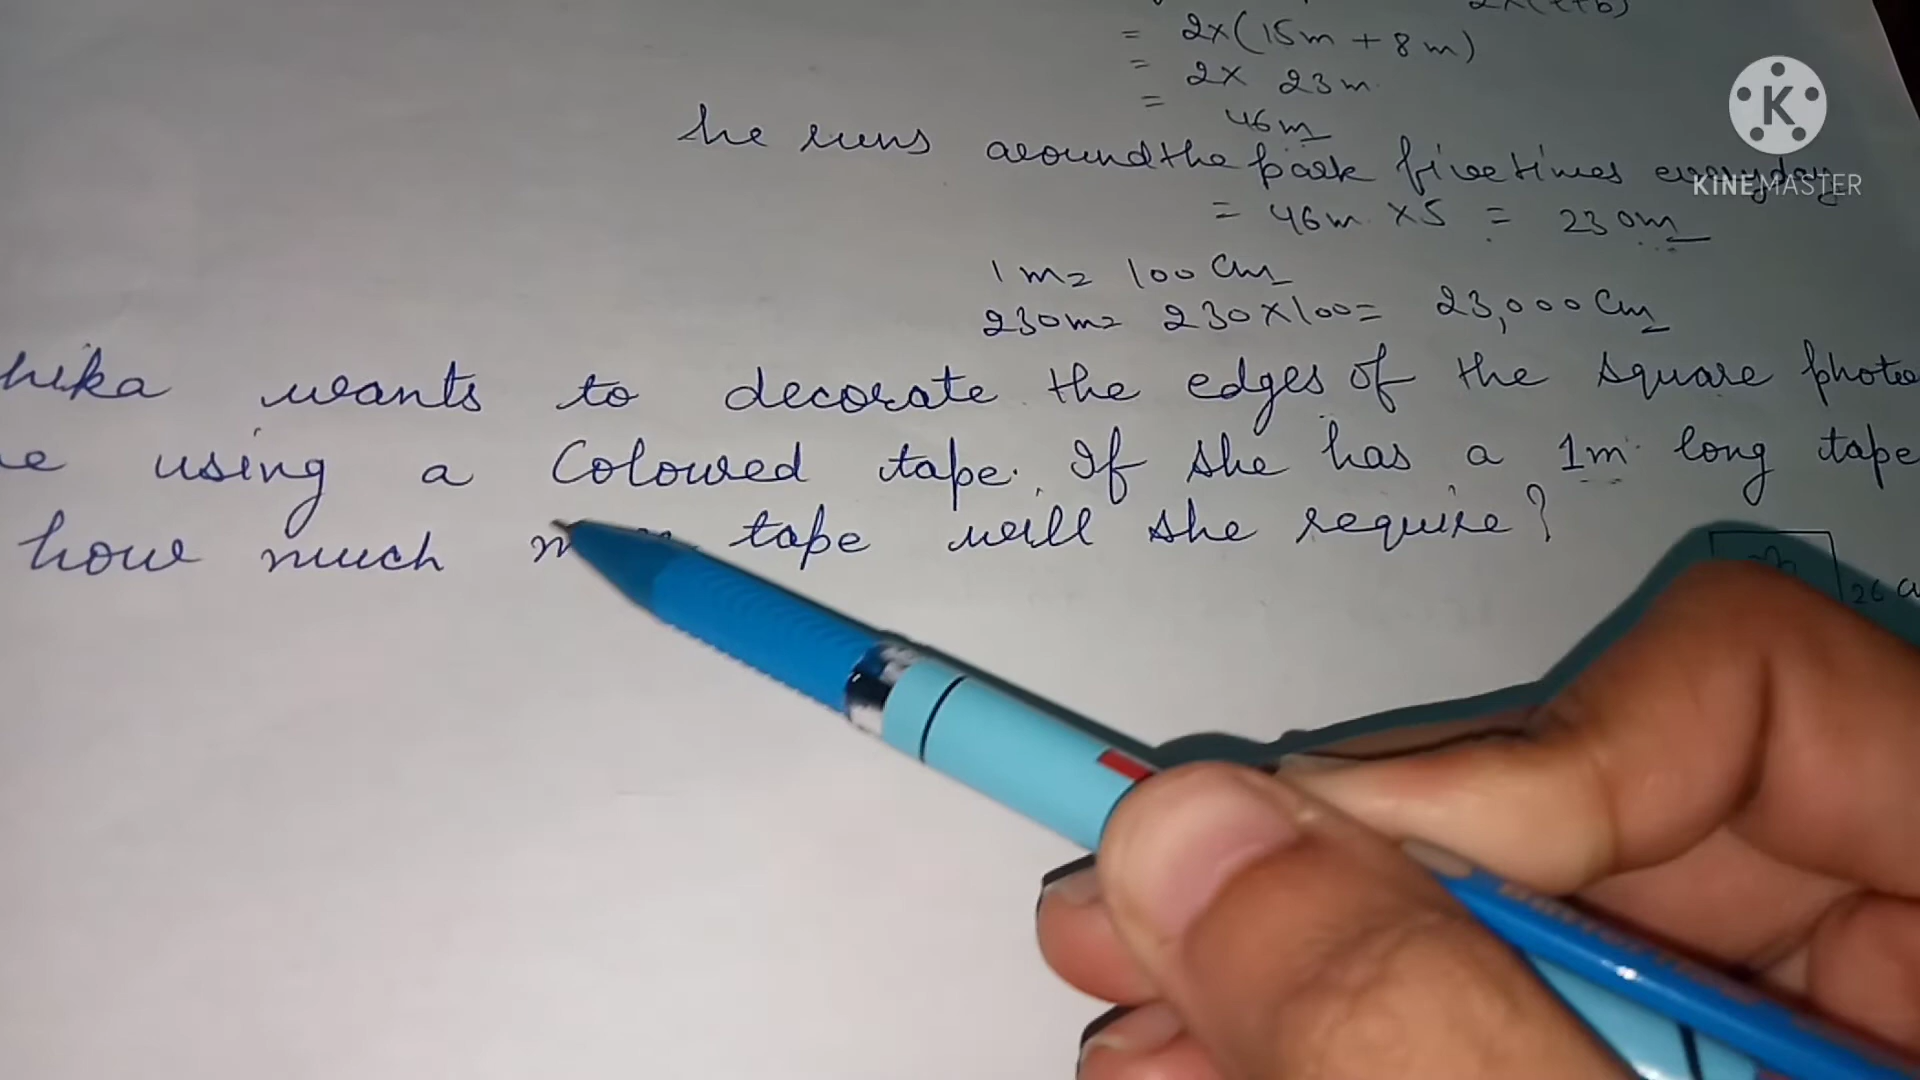 2×(l+b)
= 2×(15m + 8m)
= 2× 23m
= 46m
he runs around the park five times everyday
= 46m ×5 = 230m
1m= 100 Cm
230m= 230×100= 23,000 Cm
wants to decorate the edges of the square photo
using a Coloured tape. If she has a 1m long tape
how much tape will she require?
26
KINEMASTER